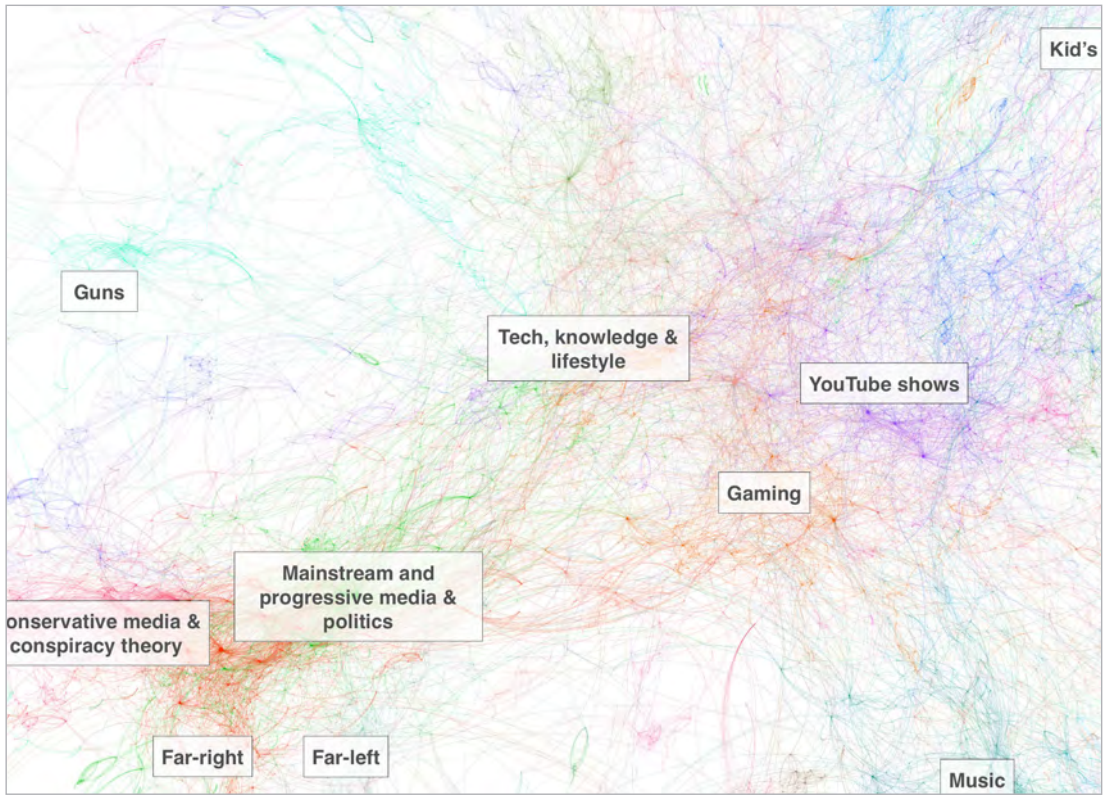 Kid's
Guns
Tech, knowledge &
lifestyle
YouTube shows
Gaming
Mainstream and
progressive media &
politics
onservative media &
conspiracy theory
Far-right
Far-left
Music